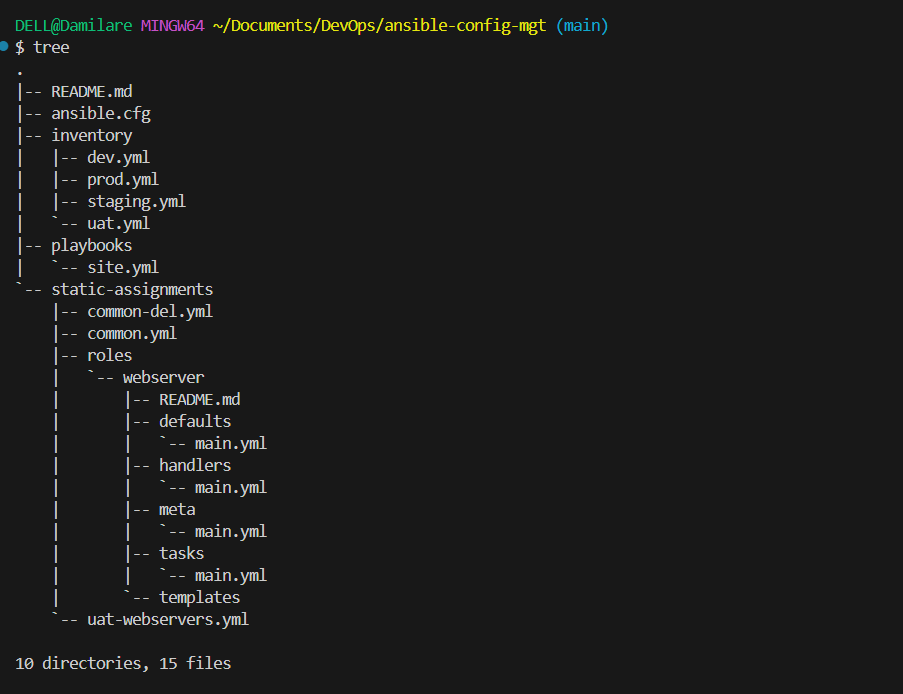 DELL@Damilare MINGW64 ~/Documents/DevOps/ansible-config-mgt (main)
$ tree
.
|-- README.md
|-- ansible.cfg
|-- inventory
|   |-- dev.yml
|   |-- prod.yml
|   |-- staging.yml
|   `-- uat.yml
|-- playbooks
|   `-- site.yml
`-- static-assignments
    |-- common-del.yml
    |-- common.yml
    |-- roles
    |   `-- webserver
    |       |-- README.md
    |       |-- defaults
    |       |   `-- main.yml
    |       |-- handlers
    |       |   `-- main.yml
    |       |-- meta
    |       |   `-- main.yml
    |       |-- tasks
    |       |   `-- main.yml
    |       `-- templates
    `-- uat-webservers.yml

10 directories, 15 files